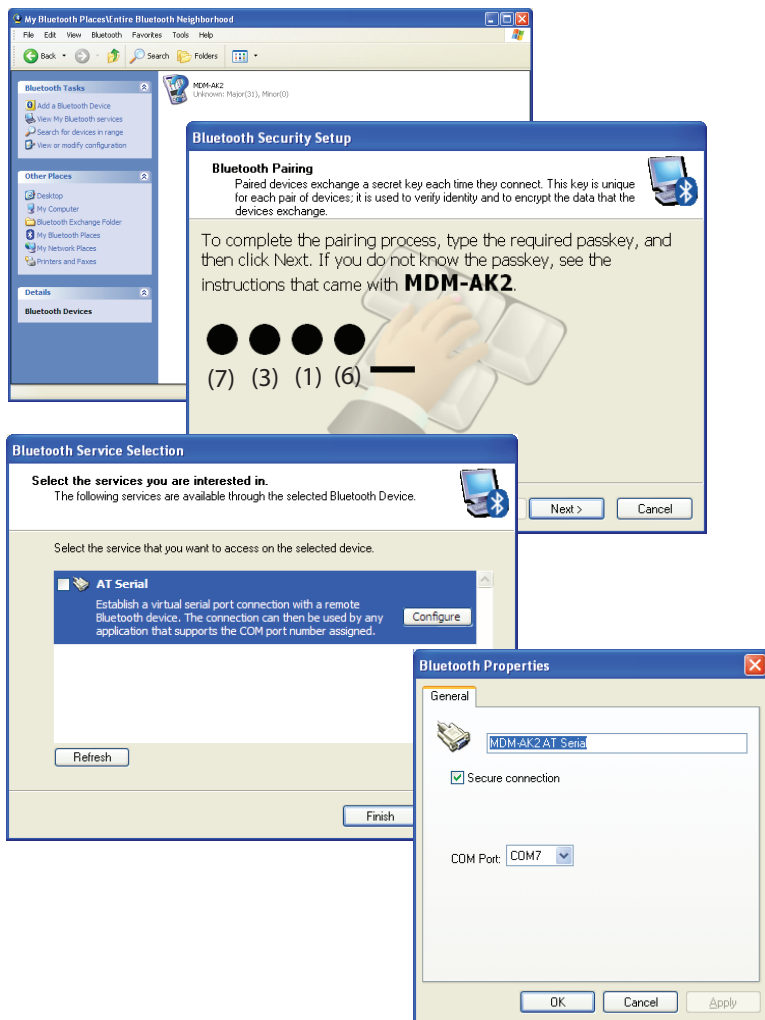 My Bluetooth Places\Entire Bluetooth Neighborhood
File Edit View Bluetooth Favorites Tools Help
Back Search Folders
Bluetooth Tasks
Add a Bluetooth Device
View My Bluetooth services
Search for devices in range
View or modify configuration
Other Places
Desktop
My Computer
Bluetooth Exchange Folder
My Bluetooth Places
My Network Places
Printers and Faxes
Details
Bluetooth Devices
MDM-AK2
Unknown: Major(31), Minor(0)
Bluetooth Security Setup
Bluetooth Pairing
Paired devices exchange a secret key each time they connect. This key is unique
for each pair of devices; it is used to verify identity and to encrypt the data that the
devices exchange.
To complete the pairing process, type the required passkey, and
then click Next. If you do not know the passkey, see the
instructions that came with MDM-AK2.
(7) (3) (1) (6)
Next > Cancel
Bluetooth Service Selection
Select the services you are interested in.
The following services are available through the selected Bluetooth Device.
Select the service that you want to access on the selected device.
AT Serial
Establish a virtual serial port connection with a remote
Bluetooth device. The connection can then be used by any
application that supports the COM port number assigned.
Configure
Refresh
Finish
Bluetooth Properties
General
MDM-AK2 AT Serial
Secure connection
COM Port: COM7
OK Cancel Apply